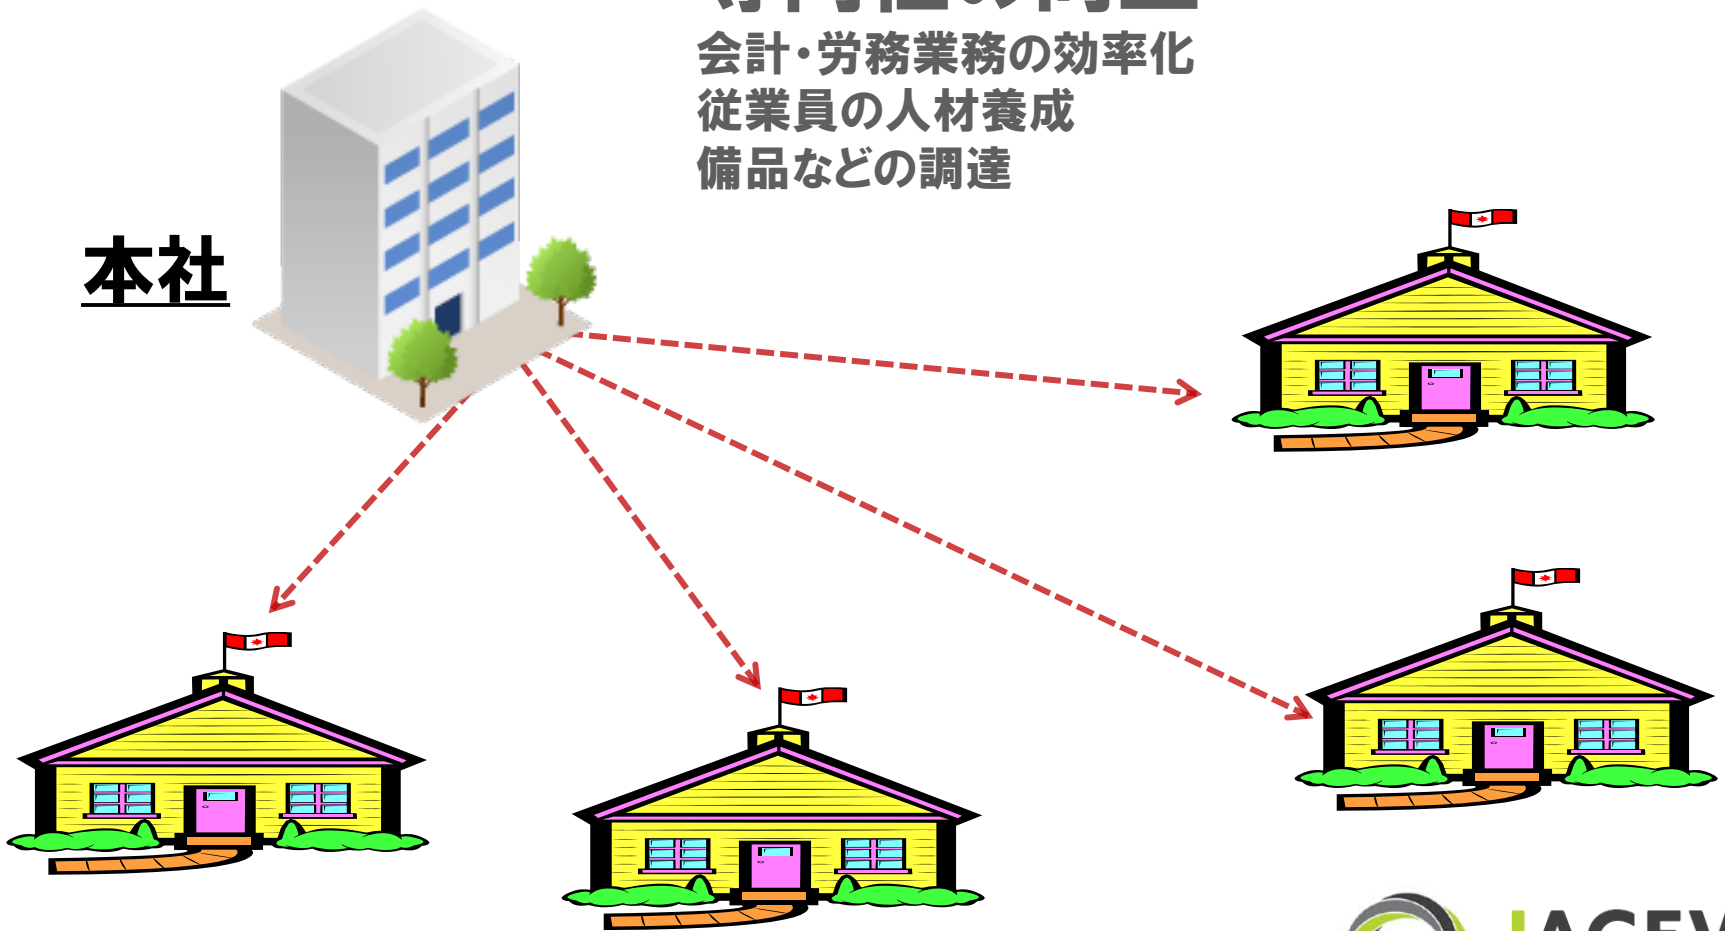 会計・労務業務の効率化
従業員の人材養成
備品などの調達
本社